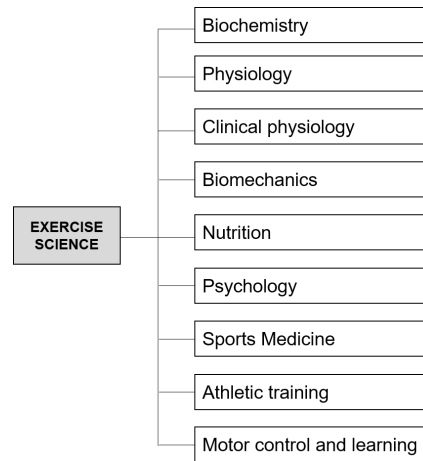 Biochemistry
Physiology
Clinical physiology
Biomechanics
EXERCISE
SCIENCE
Nutrition
Psychology
Sports Medicine
Athletic training
Motor control and learning